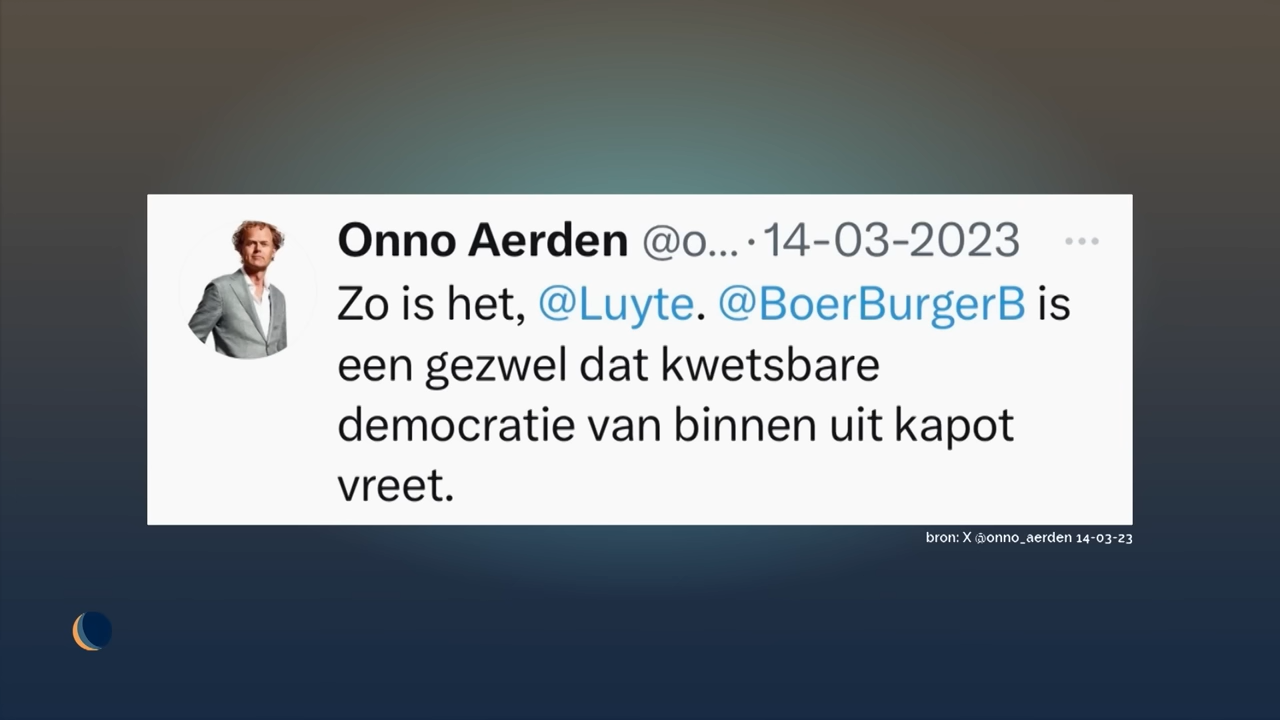 Onno Aerden @o... · 14-03-2023 ...
Zo is het, @Luyte. @BoerBurgerB is
een gezwel dat kwetsbare
democratie van binnen uit kapot
vreet.
bron: X @onno_aerden 14-03-23